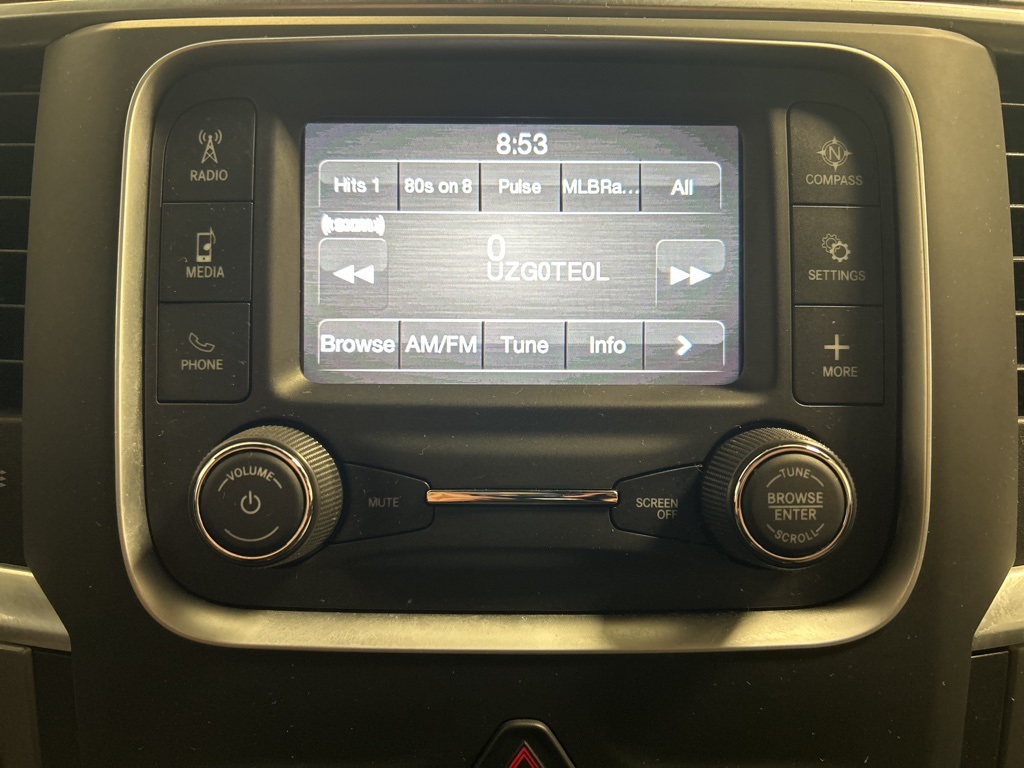 8:53
Hits 1
80s on 8
Pulse
MLBRa...
All
0
UZG0TE0L
Browse
AM/FM
Tune
Info
RADIO
MEDIA
PHONE
N
COMPASS
SETTINGS
MORE
VOLUME
MUTE
SCREEN
OFF
TUNE
BROWSE
ENTER
SCROLL